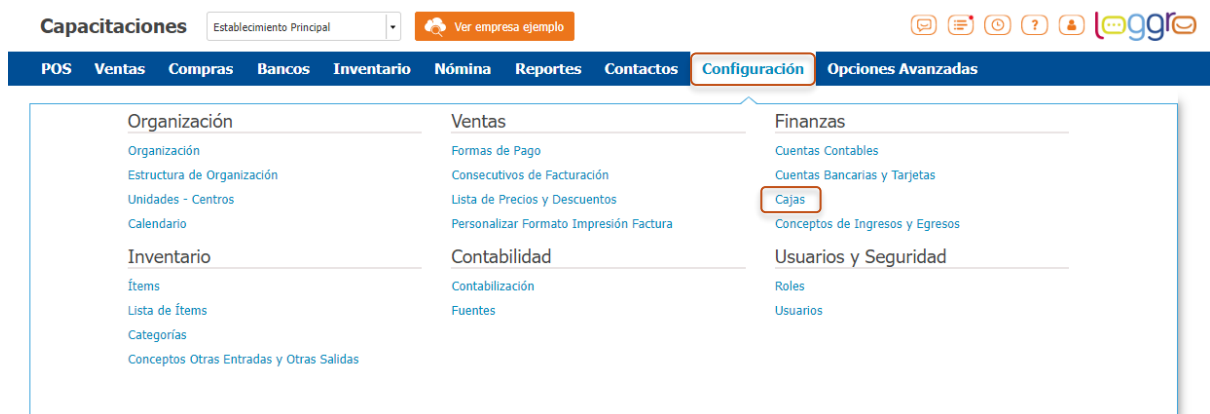 Capacitaciones Establecimiento Principal Ver empresa ejemplo ? loggro
POS Ventas Compras Bancos Inventario Nómina Reportes Contactos Configuración Opciones Avanzadas
Organización Ventas Finanzas
Organización Formas de Pago Cuentas Contables
Estructura de Organización Consecutivos de Facturación Cuentas Bancarias y Tarjetas
Unidades - Centros Lista de Precios y Descuentos Cajas
Calendario Personalizar Formato Impresión Factura Conceptos de Ingresos y Egresos
Inventario Contabilidad Usuarios y Seguridad
Ítems Contabilización Roles
Lista de Ítems Fuentes Usuarios
Categorías
Conceptos Otras Entradas y Otras Salidas